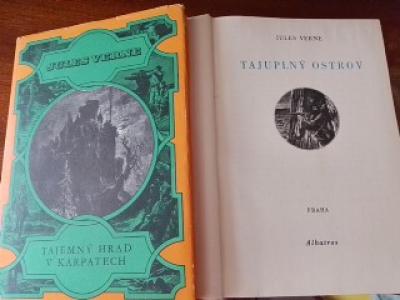 JULES VERNE
TAJEMNÝ HRAD
V KARPATECH
JULES VERNE
TAJUPLNÝ OSTROV
PRAHA
Albatros